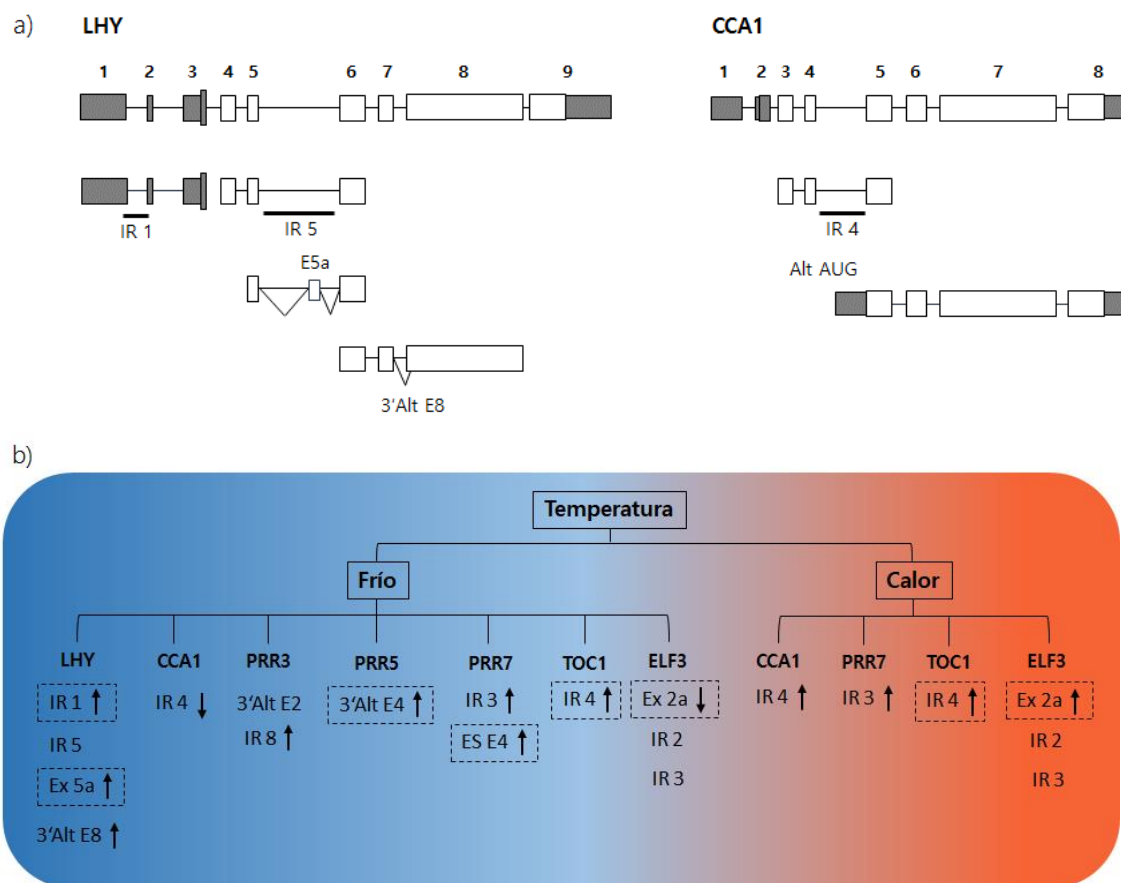 a) LHY CCA1
1 2 3 4 5 6 7 8 9 1 2 3 4 5 6 7 8
IR 1 IR 5 IR 4
E5a Alt AUG
3'Alt E8
b)
Temperatura
Frío Calor
LHY CCA1 PRR3 PRR5 PRR7 TOC1 ELF3 CCA1 PRR7 TOC1 ELF3
IR 1 ↑ IR 4 ↓ 3'Alt E2 3'Alt E4 ↑ IR 3 ↑ IR 4 ↑ Ex 2a ↓ IR 4 ↑ IR 3 ↑ IR 4 ↑ Ex 2a ↑
IR 5 IR 8 ↑ ES E4 ↑ IR 2 IR 2
Ex 5a ↑ IR 3 IR 3
3'Alt E8 ↑